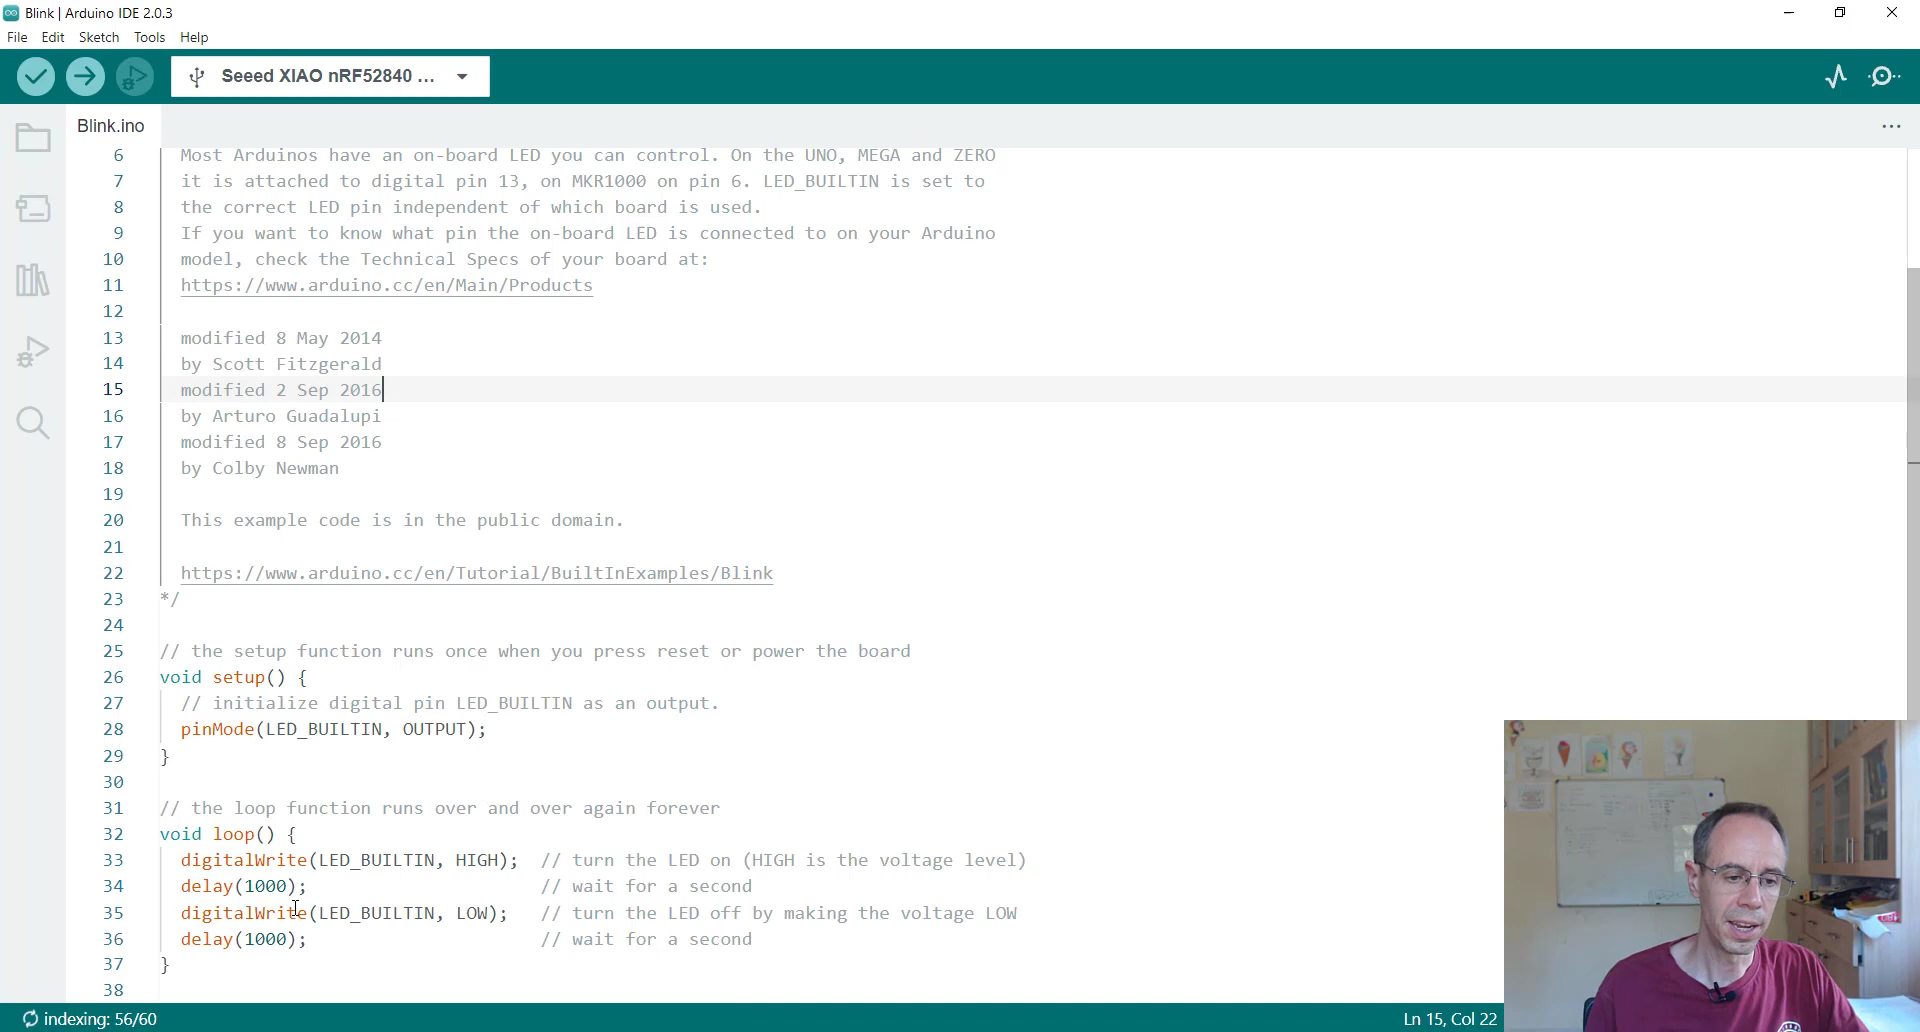 Blink | Arduino IDE 2.0.3
File Edit Sketch Tools Help
Seeed XIAO nRF52840 ...
Blink.ino
6 Most Arduinos have an on-board LED you can control. On the UNO, MEGA and ZERO
7 it is attached to digital pin 13, on MKR1000 on pin 6. LED_BUILTIN is set to
8 the correct LED pin independent of which board is used.
9 If you want to know what pin the on-board LED is connected to on your Arduino
10 model, check the Technical Specs of your board at:
11 https://www.arduino.cc/en/Main/Products
12
13 modified 8 May 2014
14 by Scott Fitzgerald
15 modified 2 Sep 2016
16 by Arturo Guadalupi
17 modified 8 Sep 2016
18 by Colby Newman
19
20 This example code is in the public domain.
21
22 https://www.arduino.cc/en/Tutorial/BuiltInExamples/Blink
23 */
24
25 // the setup function runs once when you press reset or power the board
26 void setup() {
27 // initialize digital pin LED_BUILTIN as an output.
28 pinMode(LED_BUILTIN, OUTPUT);
29 }
30
31 // the loop function runs over and over again forever
32 void loop() {
33 digitalWrite(LED_BUILTIN, HIGH); // turn the LED on (HIGH is the voltage level)
34 delay(1000); // wait for a second
35 digitalWrite(LED_BUILTIN, LOW); // turn the LED off by making the voltage LOW
36 delay(1000); // wait for a second
37 }
38
indexing: 56/60
Ln 15, Col 22